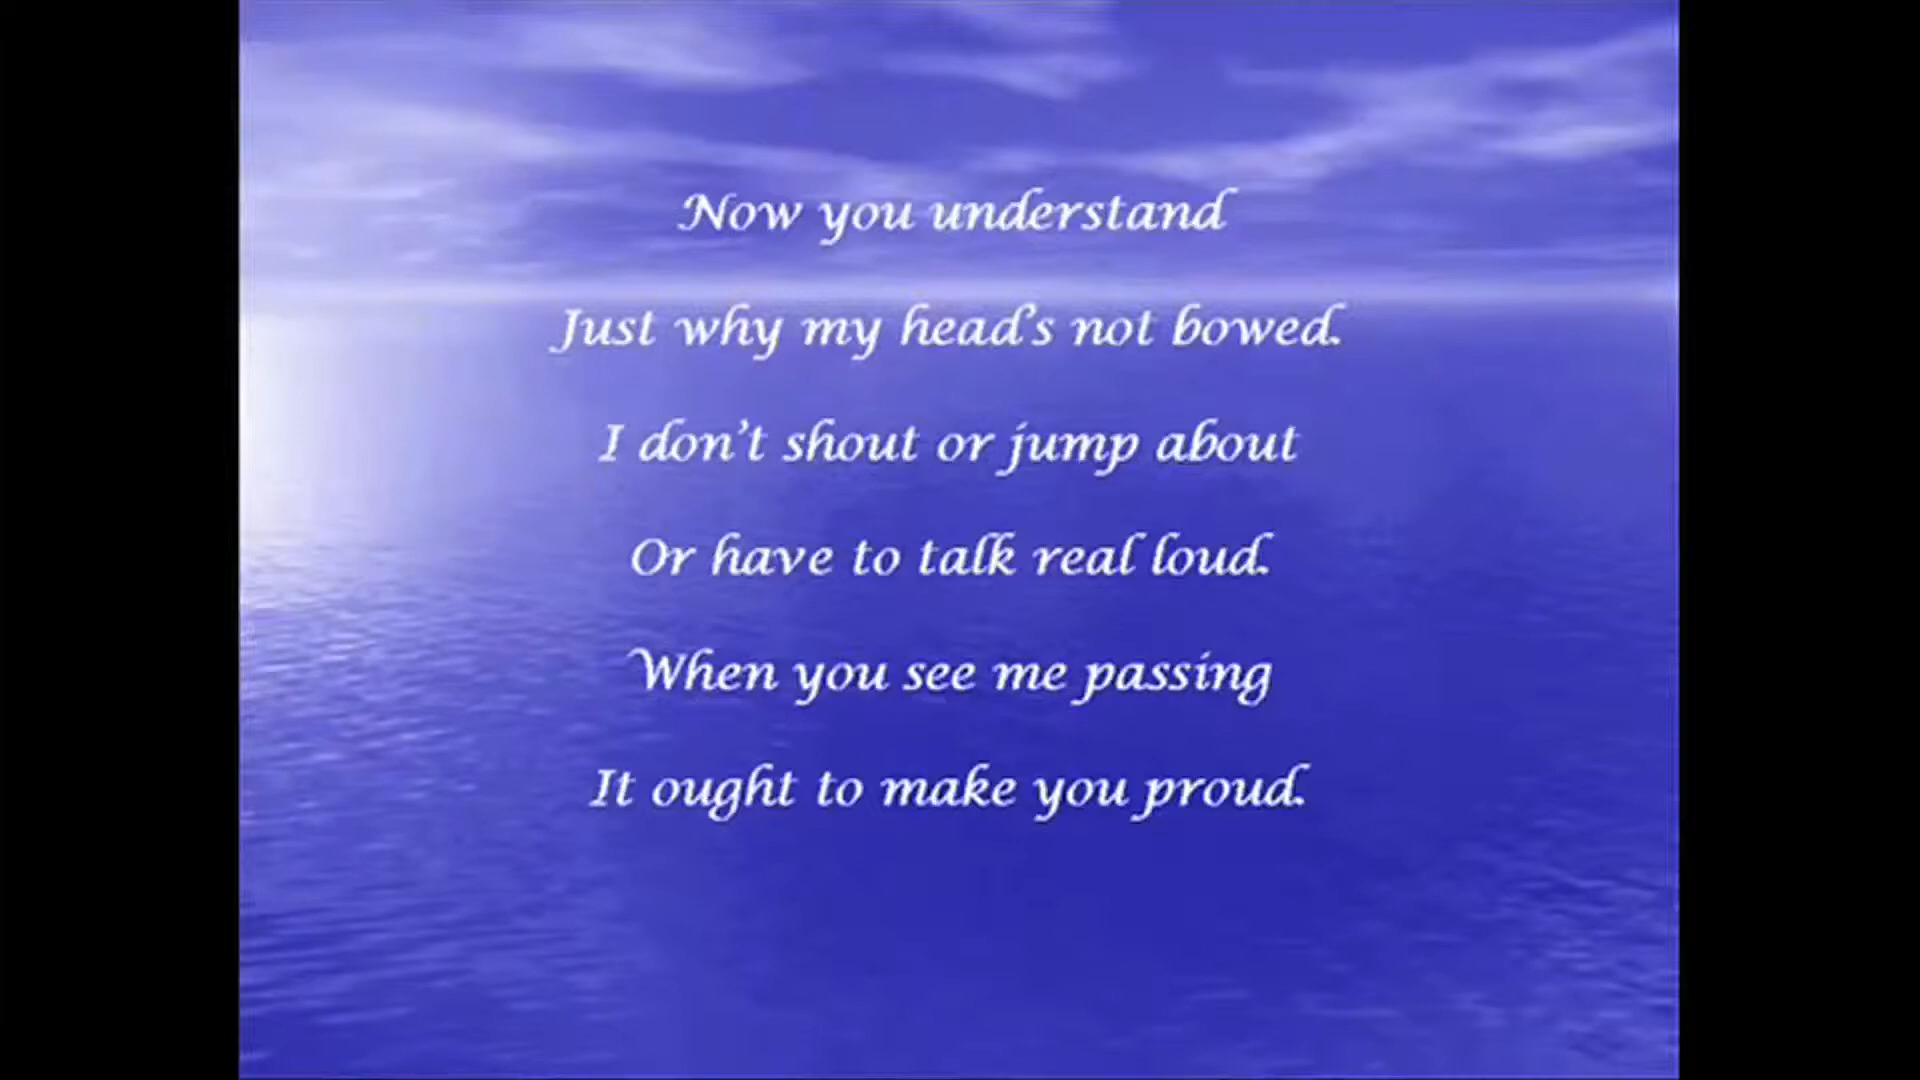 Now you understand
Just why my head's not bowed.
I don't shout or jump about
Or have to talk real loud.
When you see me passing
It ought to make you proud.